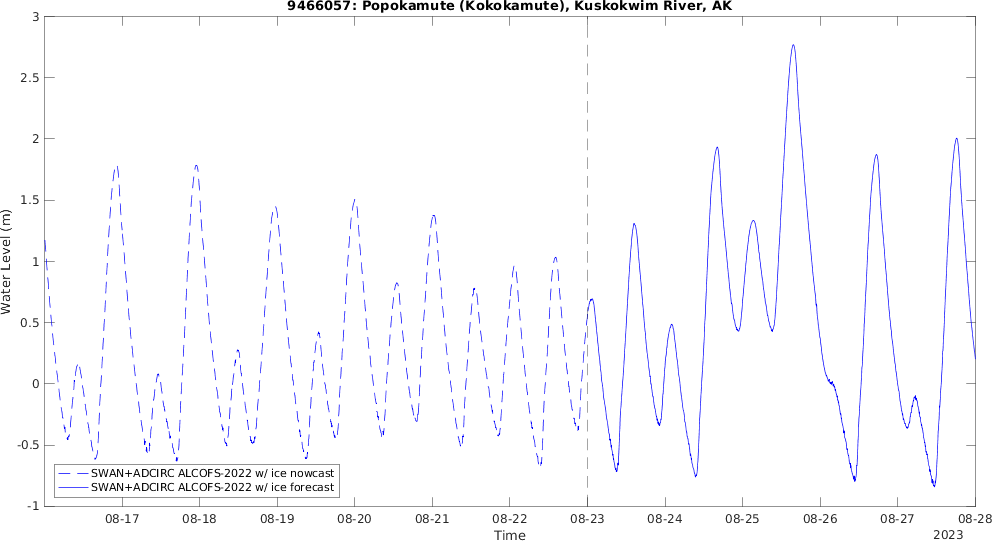 9466057: Popokamute (Kokokamute), Kuskokwim River, AK
3
2.5
2
1.5
1
0.5
0
-0.5
-1
Water Level (m)
SWAN+ADCIRC ALCOFS-2022 w/ ice nowcast
SWAN+ADCIRC ALCOFS-2022 w/ ice forecast
08-17 08-18 08-19 08-20 08-21 08-22 08-23 08-24 08-25 08-26 08-27 08-28
Time
2023